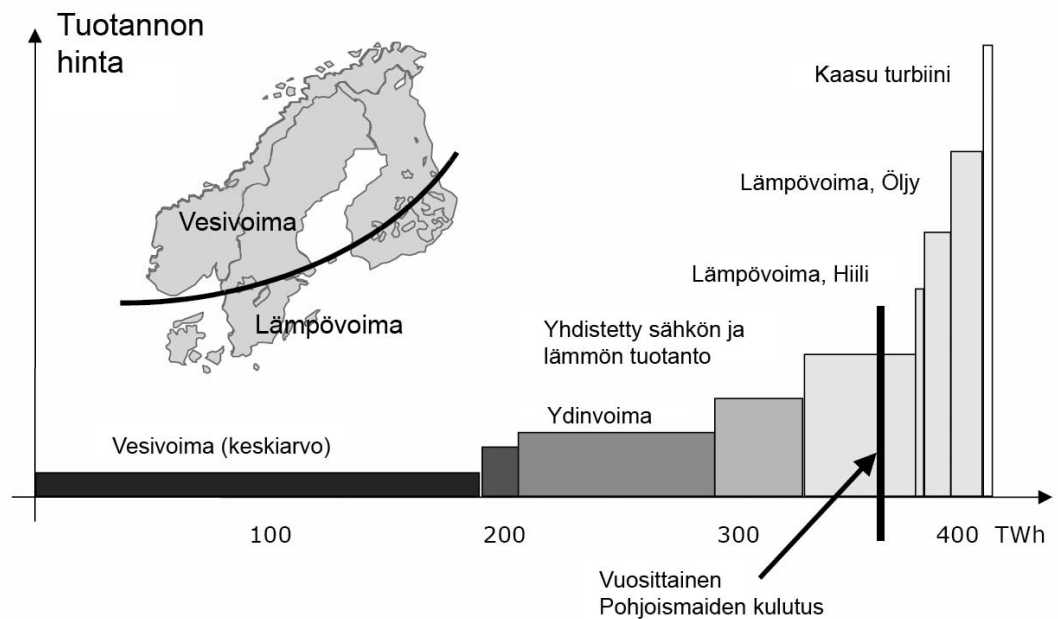 Tuotannon
hinta
Kaasu turbiini
Lämpövoima, Öljy
Vesivoima
Lämpövoima, Hiili
Lämpövoima
Yhdistetty sähkön ja
lämmön tuotanto
Ydinvoima
Vesivoima (keskiarvo)
100
200
300
400 TWh
Vuosittainen
Pohjoismaiden kulutus